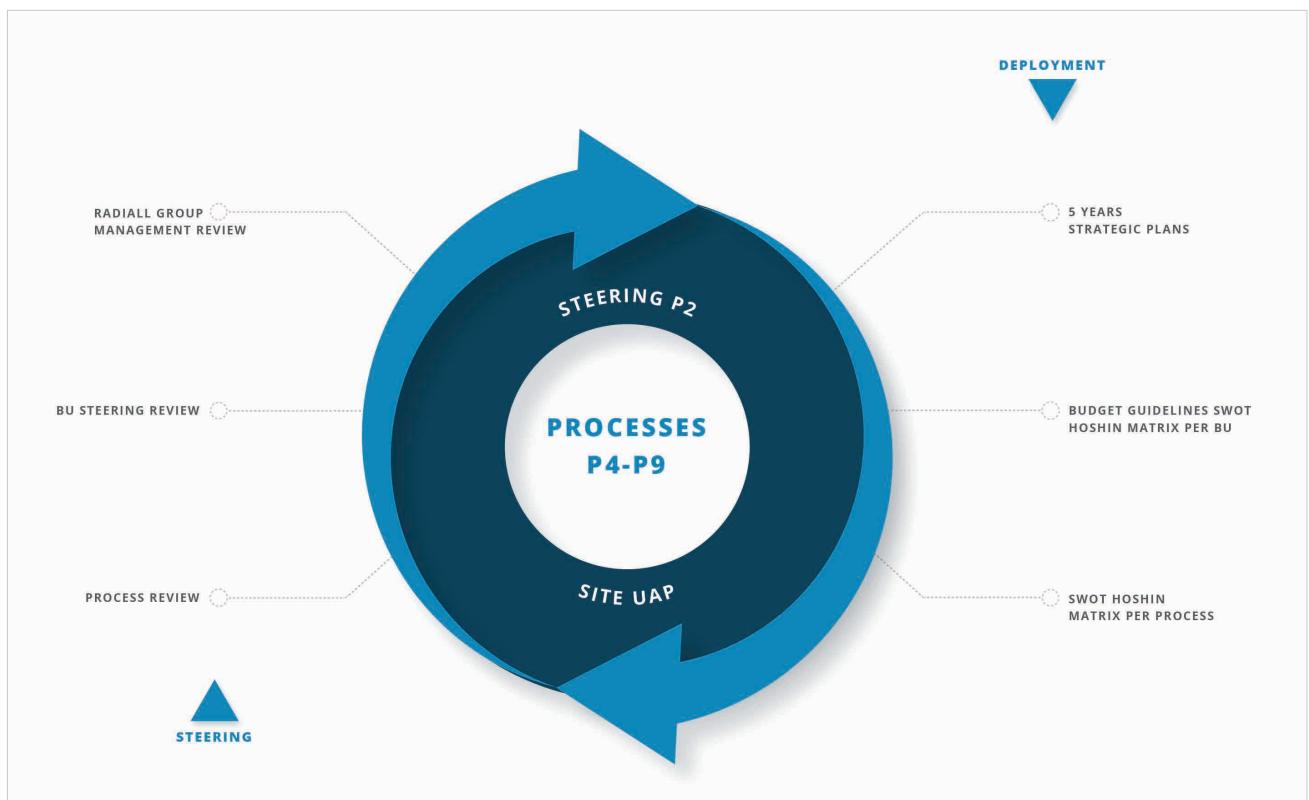 DEPLOYMENT
RADIALL GROUP
MANAGEMENT REVIEW
5 YEARS
STRATEGIC PLANS
STEERING P2
BU STEERING REVIEW
PROCESSES
P4-P9
BUDGET GUIDELINES SWOT
HOSHIN MATRIX PER BU
SITE UAP
PROCESS REVIEW
SWOT HOSHIN
MATRIX PER PROCESS
STEERING